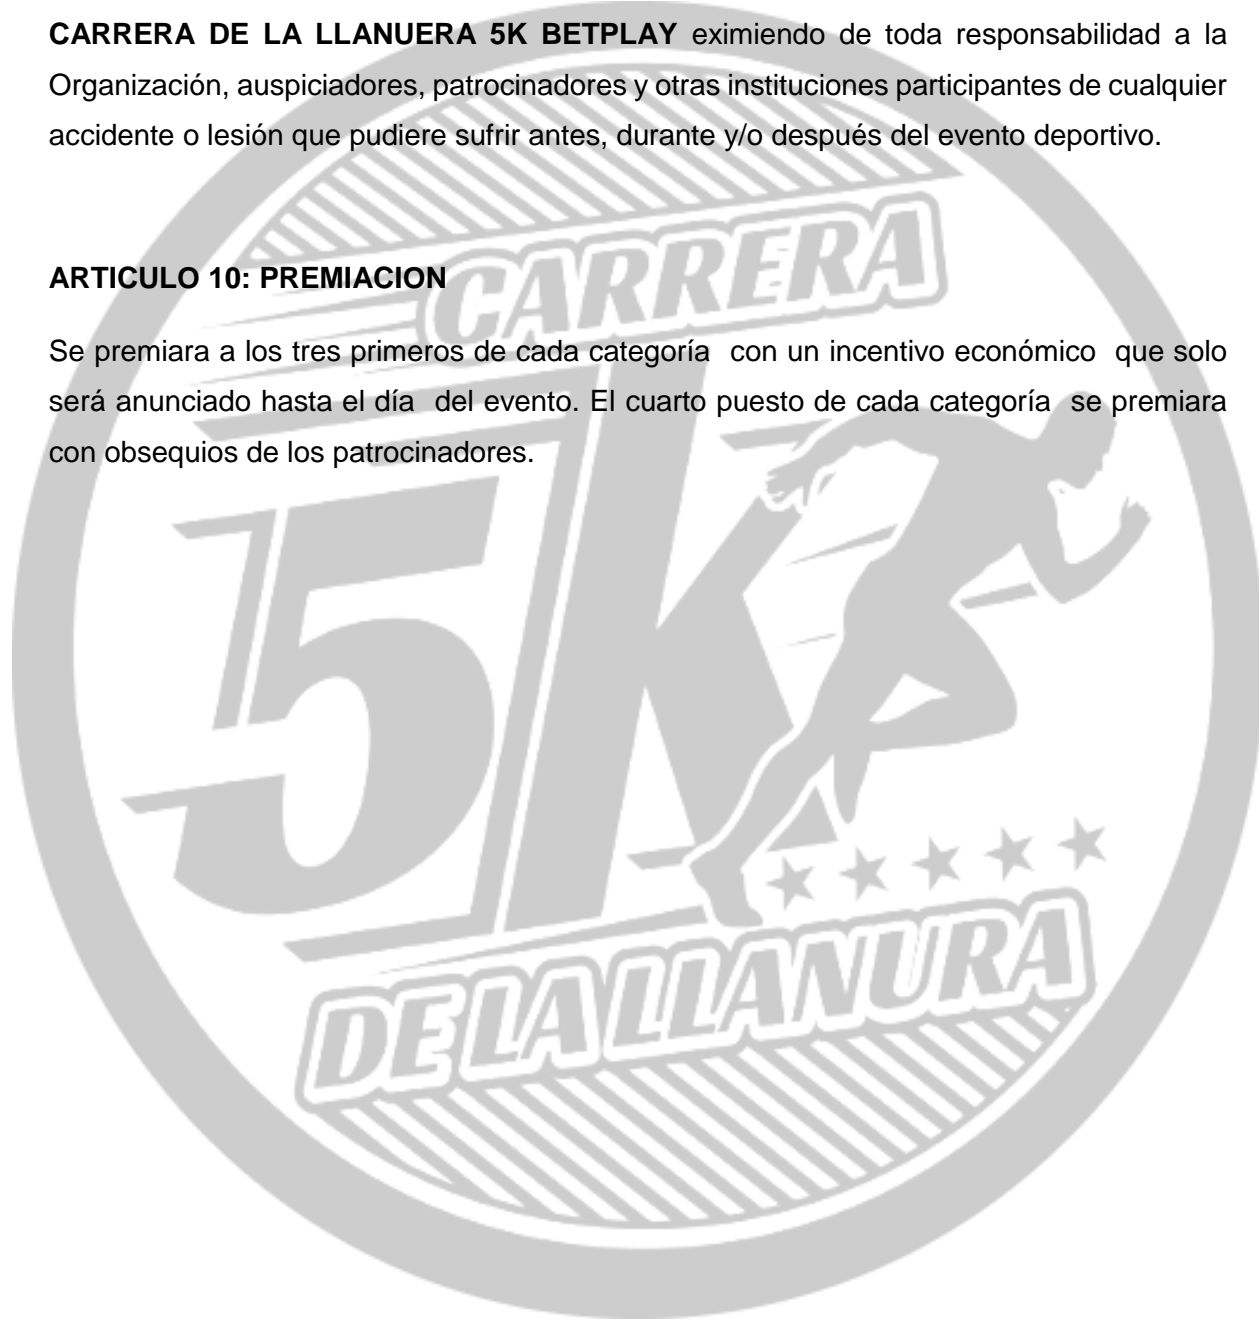 CARRERA DE LA LLANUERA 5K BETPLAY eximiendo de toda responsabilidad a la
Organización, auspiciadores, patrocinadores y otras instituciones participantes de cualquier
accidente o lesión que pudiere sufrir antes, durante y/o después del evento deportivo.
CARRERA
ARTICULO 10: PREMIACION
Se premiara a los tres primeros de cada categoría con un incentivo económico que solo
será anunciado hasta el día del evento. El cuarto puesto de cada categoría se premiara
con obsequios de los patrocinadores.
5K
DE LA LLANURA